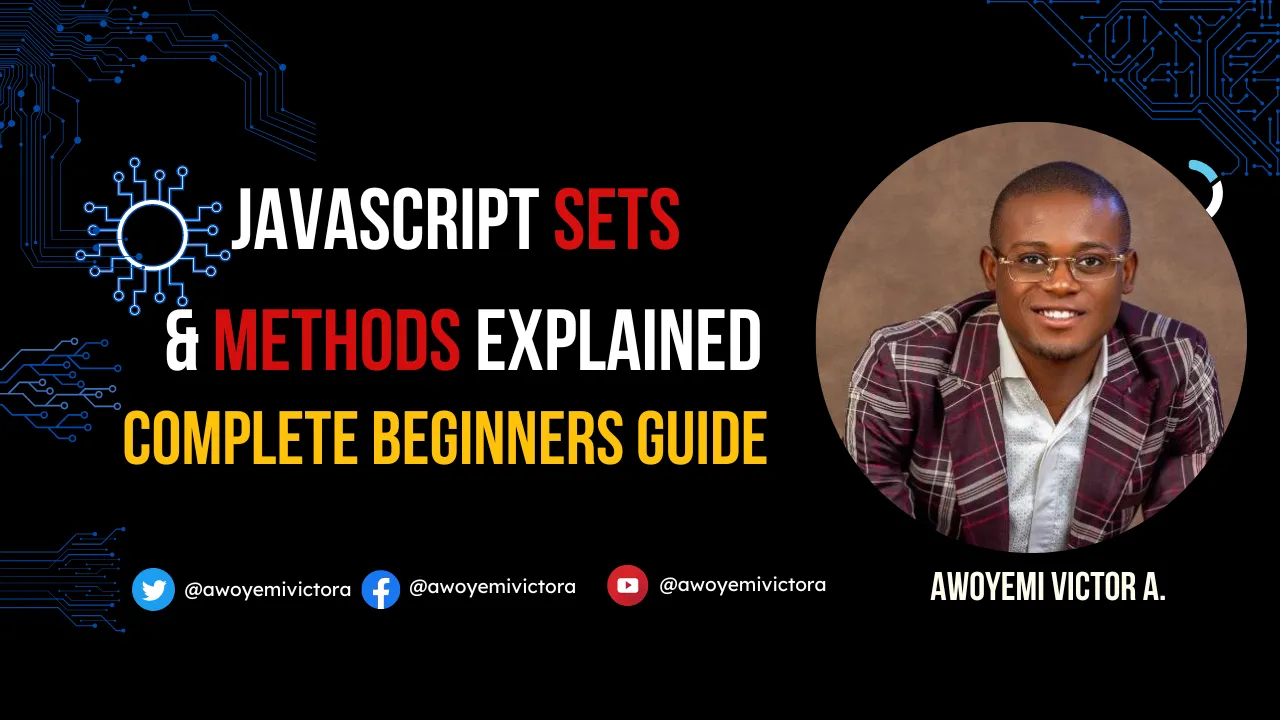 JAVASCRIPT SETS
& METHODS EXPLAINED
COMPLETE BEGINNERS GUIDE
@awoyemivictora @awoyemivictora @awoyemivictora
AWOYEMI VICTOR A.